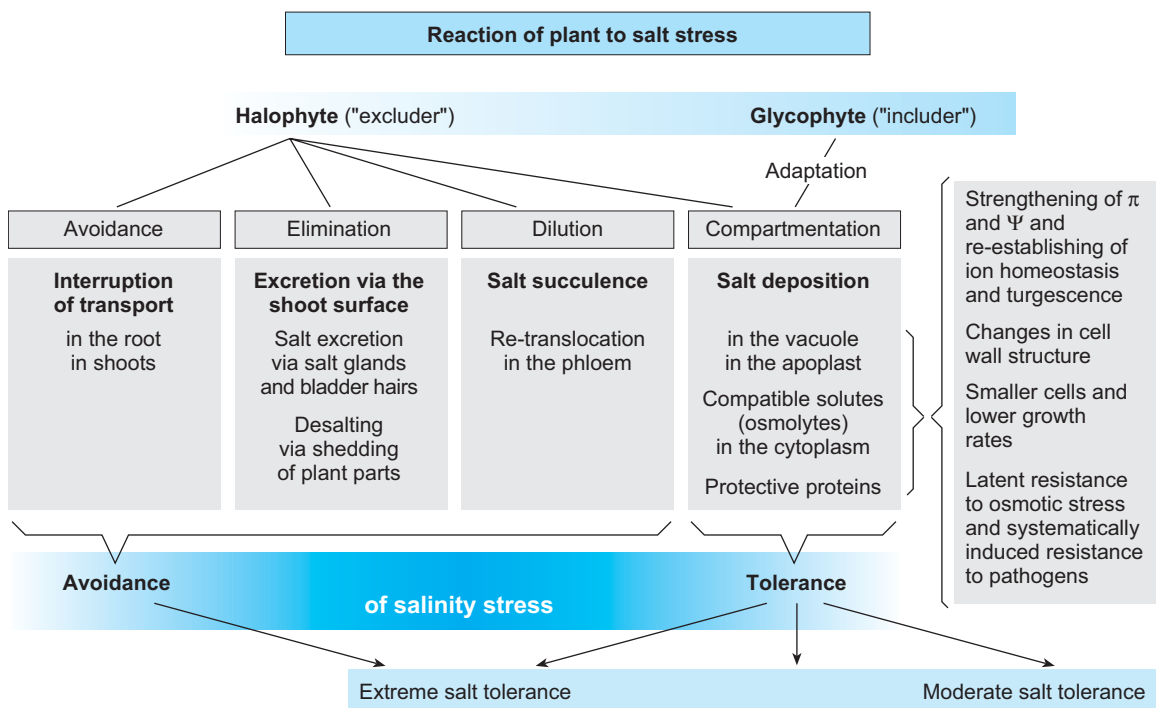 Reaction of plant to salt stress
Halophyte ("excluder")
Glycophyte ("includer")
Adaptation
Avoidance
Elimination
Dilution
Compartmentation
Interruption
of transport
in the root
in shoots
Excretion via the
shoot surface
Salt excretion
via salt glands
and bladder hairs
Desalting
via shedding
of plant parts
Salt succulence
Re-translocation
in the phloem
Salt deposition
in the vacuole
in the apoplast
Compatible solutes
(osmolytes)
in the cytoplasm
Protective proteins
Strengthening of π
and Ψ and
re-establishing of
ion homeostasis
and turgescence
Changes in cell
wall structure
Smaller cells and
lower growth
rates
Latent resistance
to osmotic stress
and systematically
induced resistance
to pathogens
Avoidance
of salinity stress
Tolerance
Extreme salt tolerance
Moderate salt tolerance